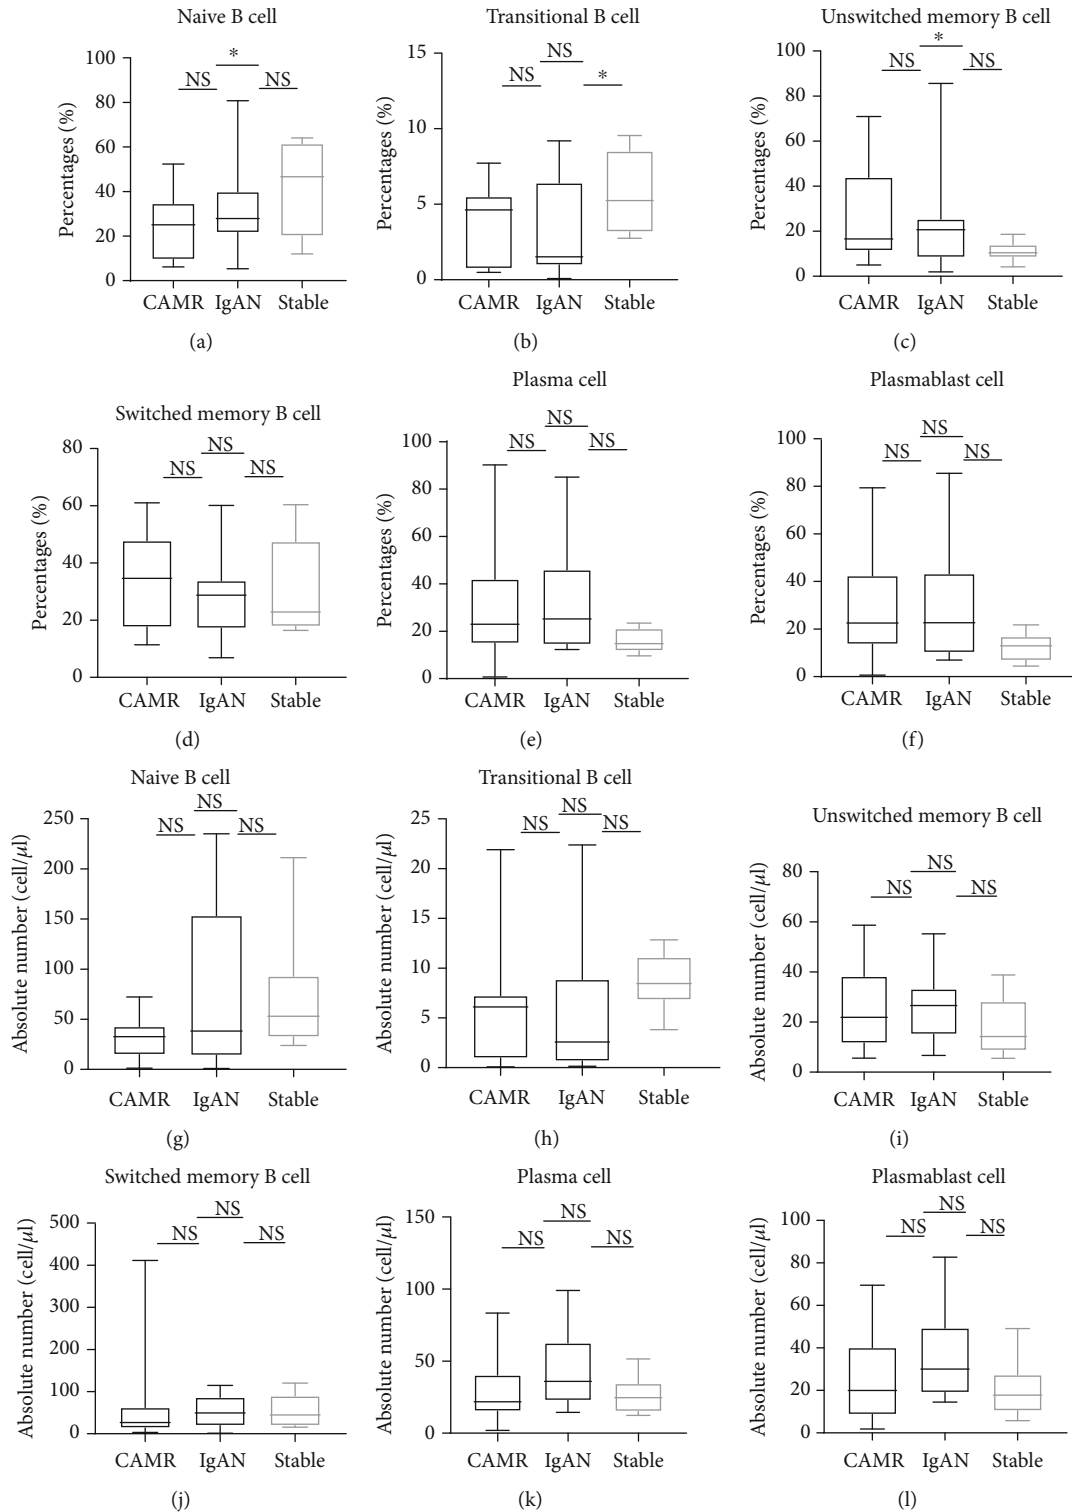 Naive B cell
Percentages (%)
100
80
60
40
20
0
NS
*
NS
CAMR IgAN Stable
(a)
Transitional B cell
Percentages (%)
15
10
5
0
NS
NS
*
CAMR IgAN Stable
(b)
Unswitched memory B cell
Percentages (%)
100
80
60
40
20
0
NS
*
NS
CAMR IgAN Stable
(c)
Switched memory B cell
Percentages (%)
80
60
40
20
0
NS
NS
NS
CAMR IgAN Stable
(d)
Plasma cell
Percentages (%)
100
80
60
40
20
0
NS
NS
NS
CAMR IgAN Stable
(e)
Plasmablast cell
Percentages (%)
100
80
60
40
20
0
NS
NS
NS
CAMR IgAN Stable
(f)
Naive B cell
Absolute number (cell/μl)
250
200
150
100
50
0
NS
NS
NS
CAMR IgAN Stable
(g)
Transitional B cell
Absolute number (cell/μl)
25
20
15
10
5
0
NS
NS
NS
CAMR IgAN Stable
(h)
Unswitched memory B cell
Absolute number (cell/μl)
80
60
40
20
0
NS
NS
NS
CAMR IgAN Stable
(i)
Switched memory B cell
Absolute number (cell/μl)
500
400
300
200
100
0
NS
NS
NS
CAMR IgAN Stable
(j)
Plasma cell
Absolute number (cell/μl)
150
100
50
0
NS
NS
NS
CAMR IgAN Stable
(k)
Plasmablast cell
Absolute number (cell/μl)
100
80
60
40
20
0
NS
NS
NS
CAMR IgAN Stable
(l)